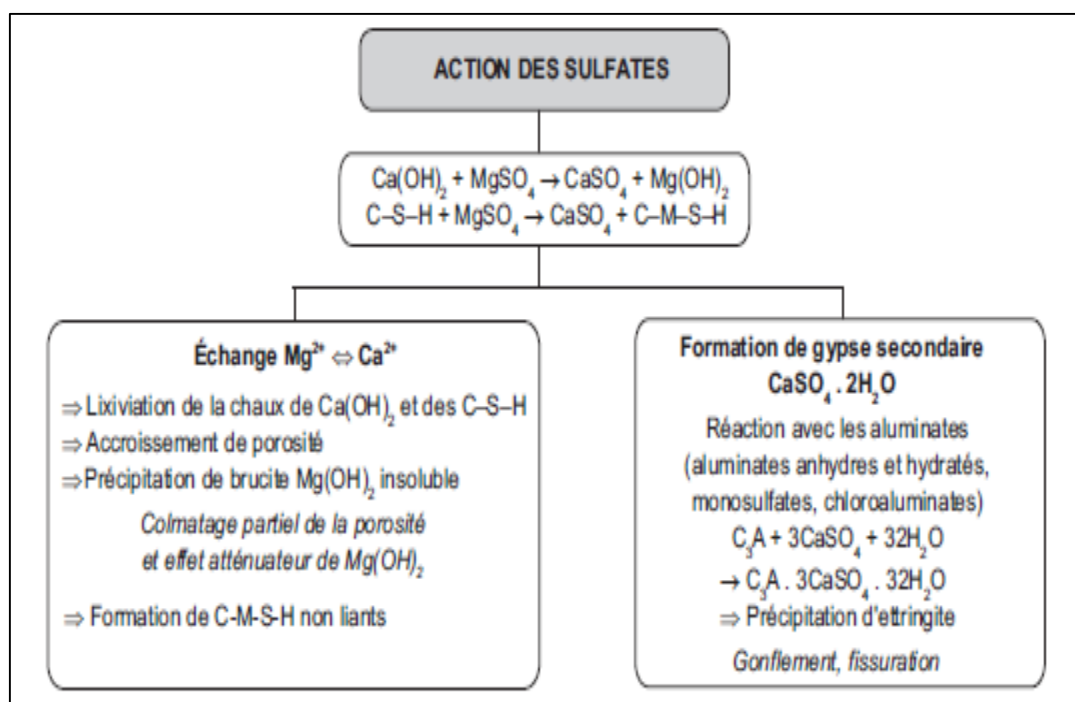 ACTION DES SULFATES
Ca(OH)₂ + MgSO₄ → CaSO₄ + Mg(OH)₂
C–S–H + MgSO₄ → CaSO₄ + C–M–S–H
Échange Mg²⁺ ⇔ Ca²⁺
⇒ Lixiviation de la chaux de Ca(OH)₂ et des C–S–H
⇒ Accroissement de porosité
⇒ Précipitation de brucite Mg(OH)₂ insoluble
Colmatage partiel de la porosité
et effet atténuateur de Mg(OH)₂
⇒ Formation de C-M-S-H non liants
Formation de gypse secondaire
CaSO₄ . 2H₂O
Réaction avec les aluminates
(aluminates anhydres et hydratés,
monosulfates, chloroaluminates)
C₃A + 3CaSO₄ + 32H₂O
→ C₃A . 3CaSO₄ . 32H₂O
⇒ Précipitation d'ettringite
Gonflement, fissuration